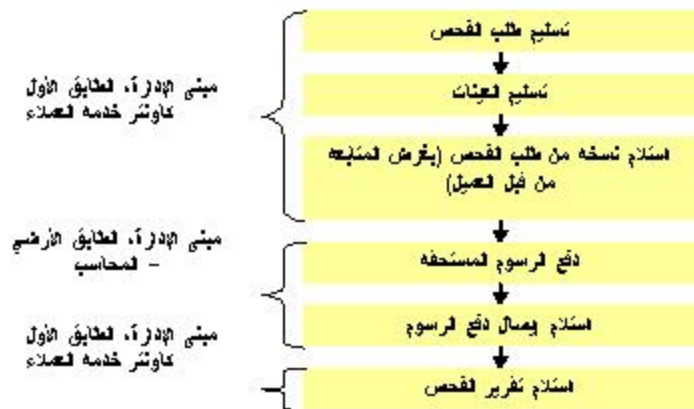 تسليم طلب الفحص
تسليم العينات
مبنى الإدارة، الطابق الأول
كاونتر خدمه العملاء
استلام نسخه من طلب الفحص (بغرض المتابعه
من قبل العميل)
مبنى الإدارة، الطابق الأرضي
– المحاسب
دفع الرسوم المستحقه
استلام إيصال دفع الرسوم
مبنى الإدارة، الطابق الأول
كاونتر خدمه العملاء
استلام تقرير الفحص